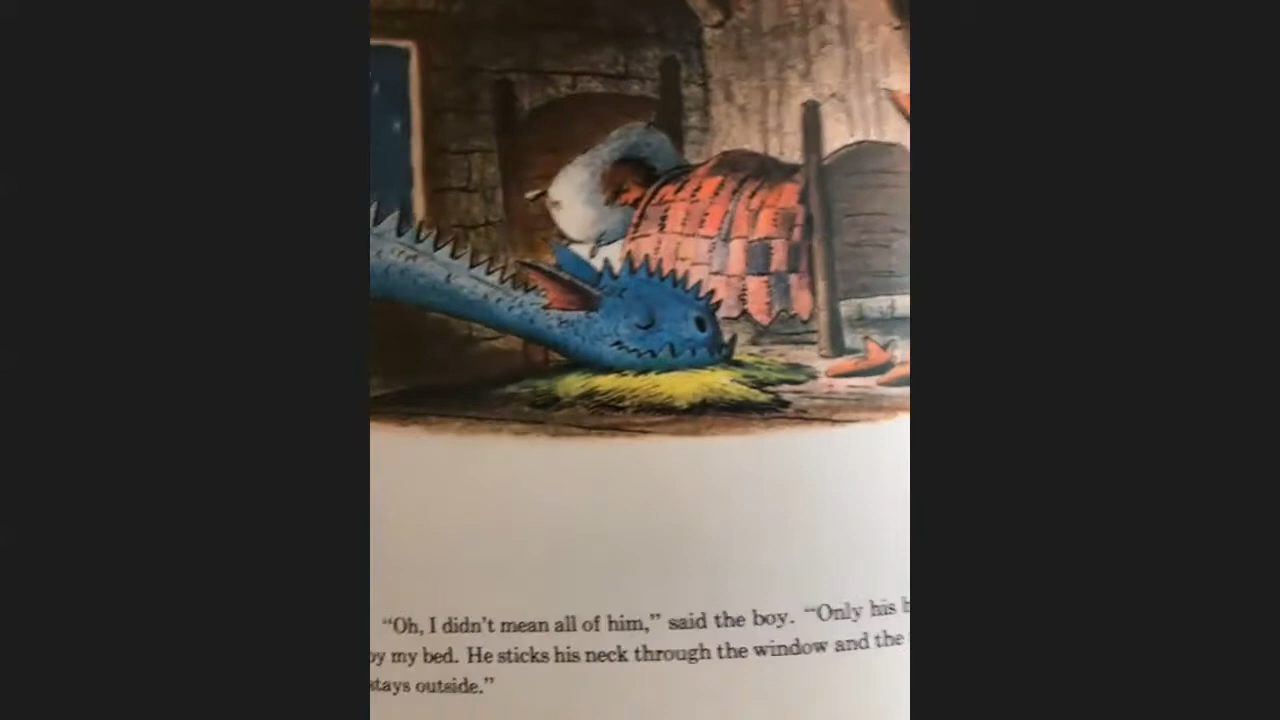 “Oh, I didn’t mean all of him,” said the boy. “Only his
my bed. He sticks his neck through the window and the
stays outside.”